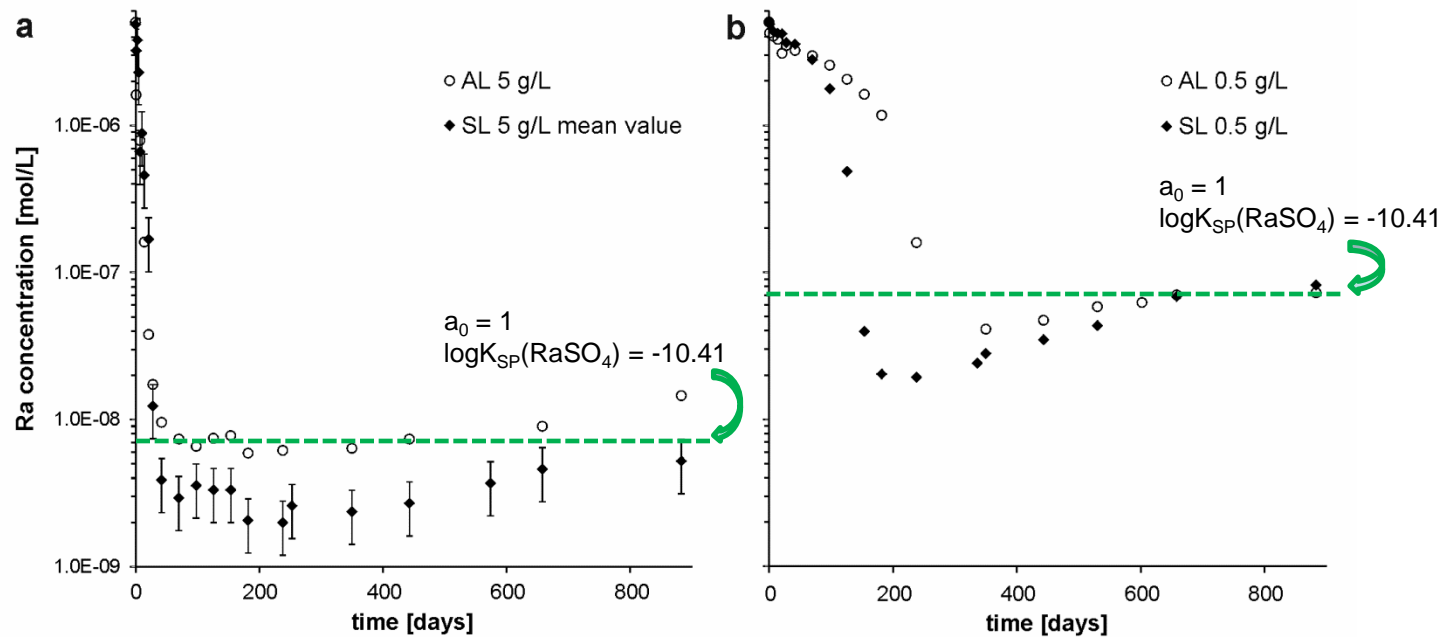 a
b
AL 5 g/L
SL 5 g/L mean value
AL 0.5 g/L
SL 0.5 g/L
a₀ = 1
logK_SP(RaSO₄) = -10.41
a₀ = 1
logK_SP(RaSO₄) = -10.41
Ra concentration [mol/L]
1.0E-06
1.0E-07
1.0E-08
1.0E-09
0 200 400 600 800
time [days]
0 200 400 600 800
time [days]